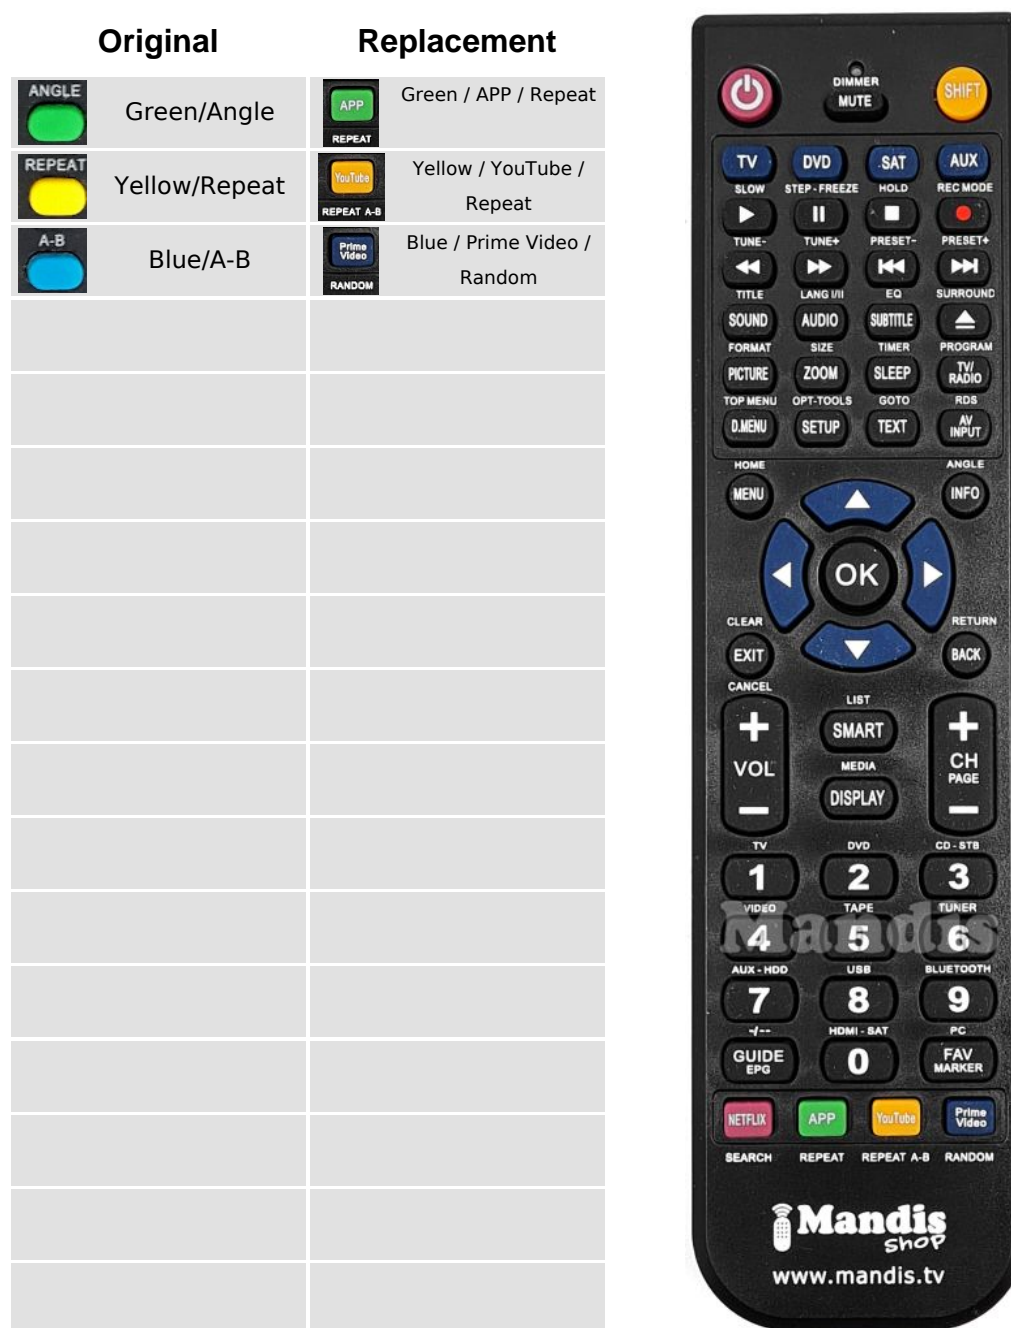 Original Replacement
ANGLE Green/Angle APP REPEAT Green / APP / Repeat
REPEAT Yellow/Repeat YouTube REPEAT A-B Yellow / YouTube /
Repeat
A-B Blue/A-B Prime Video RANDOM Blue / Prime Video /
Random
DIMMER
MUTE SHIFT
TV DVD SAT AUX
SLOW STEP-FREEZE HOLD REC MODE
TUNE- TUNE+ PRESET- PRESET+
TITLE LANG I/II EQ SURROUND
SOUND AUDIO SUBTITLE
FORMAT SIZE TIMER PROGRAM
PICTURE ZOOM SLEEP TV/
RADIO
TOP MENU OPT-TOOLS GOTO RDS
D.MENU SETUP TEXT AV
INPUT
HOME ANGLE
MENU INFO
OK
CLEAR RETURN
EXIT BACK
CANCEL
LIST
+ SMART +
VOL MEDIA CH
PAGE
- DISPLAY -
TV DVD CD-STB
1 2 3
VIDEO TAPE TUNER
Mandis
4 5 6
AUX-HDD USB BLUETOOTH
7 8 9
-/-- HDMI-SAT PC
GUIDE
EPG 0 FAV
MARKER
NETFLIX APP YouTube Prime
Video
SEARCH REPEAT REPEAT A-B RANDOM
Mandis
SHOP
www.mandis.tv